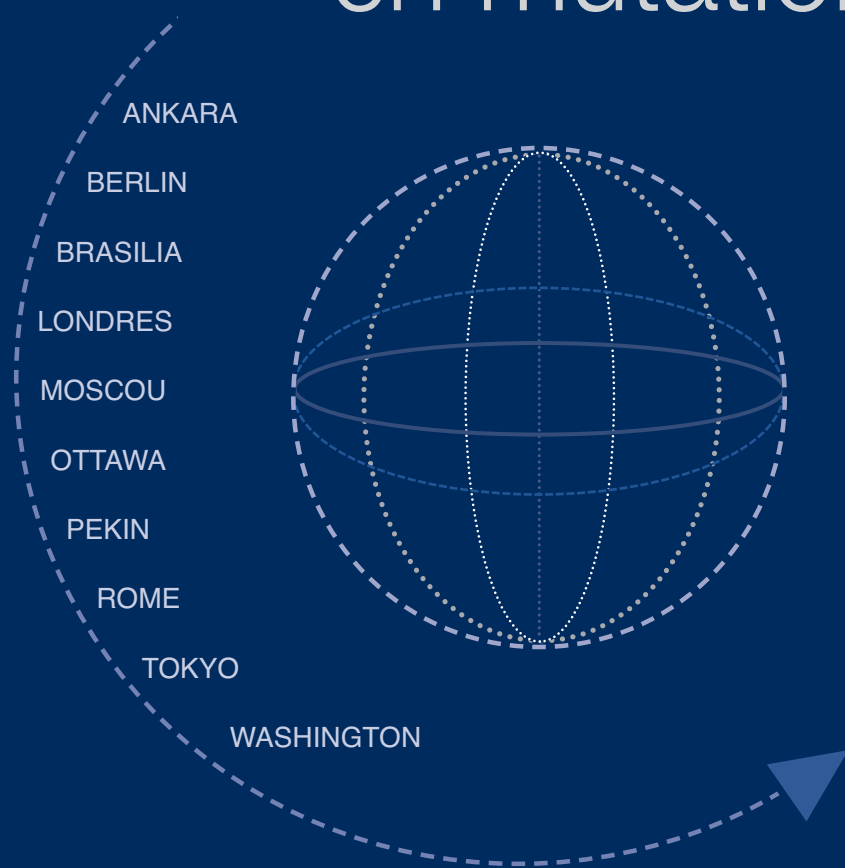 ANKARA
BERLIN
BRASILIA
LONDRES
MOSCOU
OTTAWA
PEKIN
ROME
TOKYO
WASHINGTON